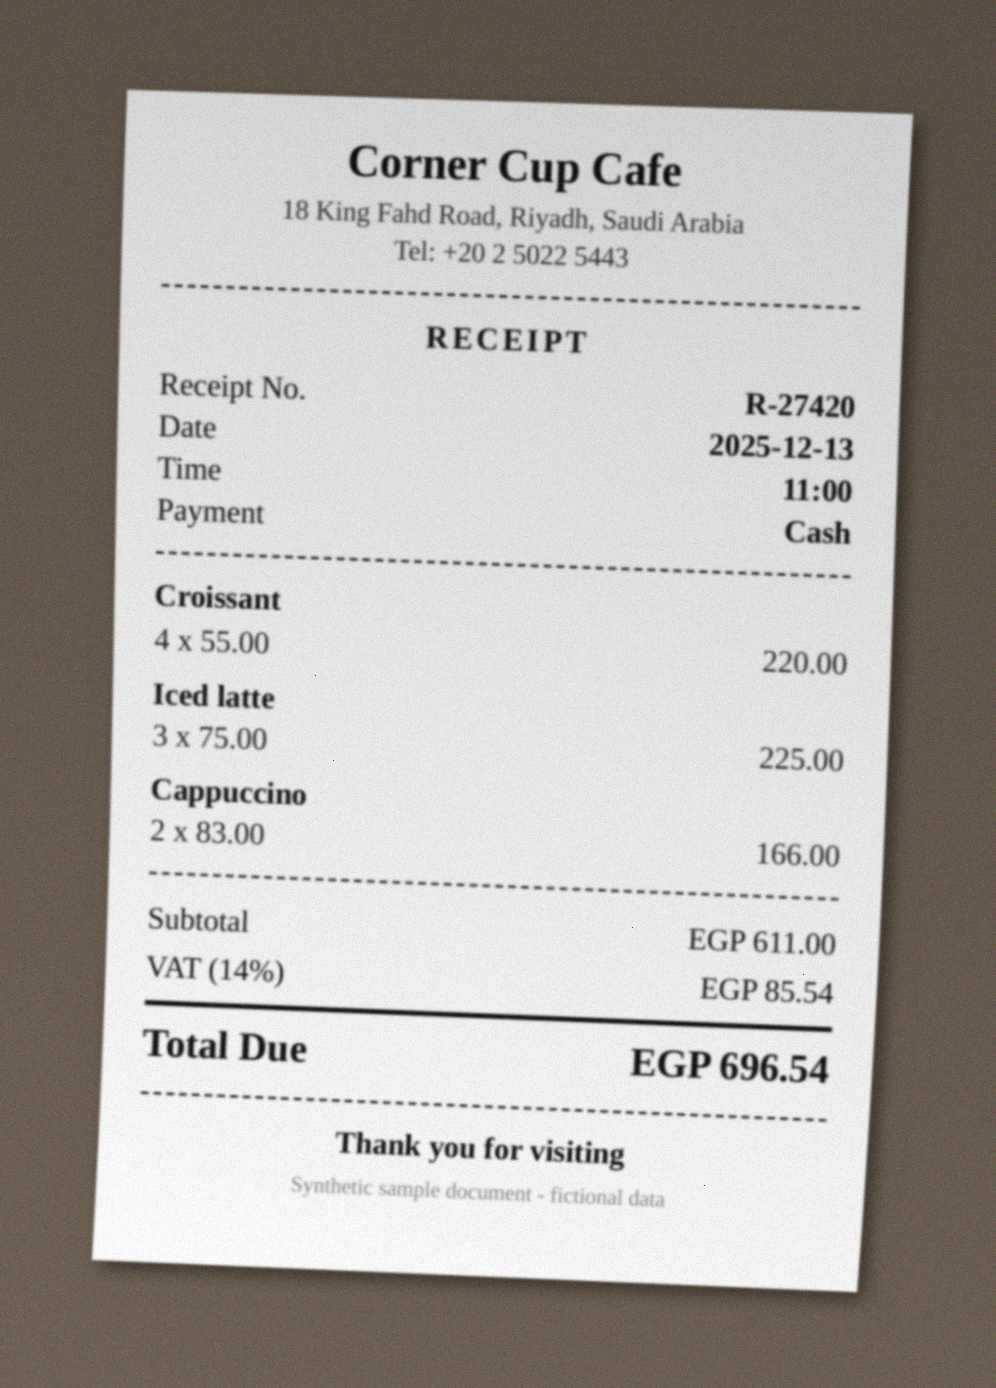 Corner Cup Cafe
18 King Fahd Road, Riyadh, Saudi Arabia
Tel: +20 2 5022 5443
RECEIPT
Receipt No. R-27420
Date 2025-12-13
Time 11:00
Payment Cash
Croissant
4 x 55.00 220.00
Iced latte
3 x 75.00 225.00
Cappuccino
2 x 83.00 166.00
Subtotal EGP 611.00
VAT (14%) EGP 85.54
Total Due EGP 696.54
Thank you for visiting
Synthetic sample document - fictional data